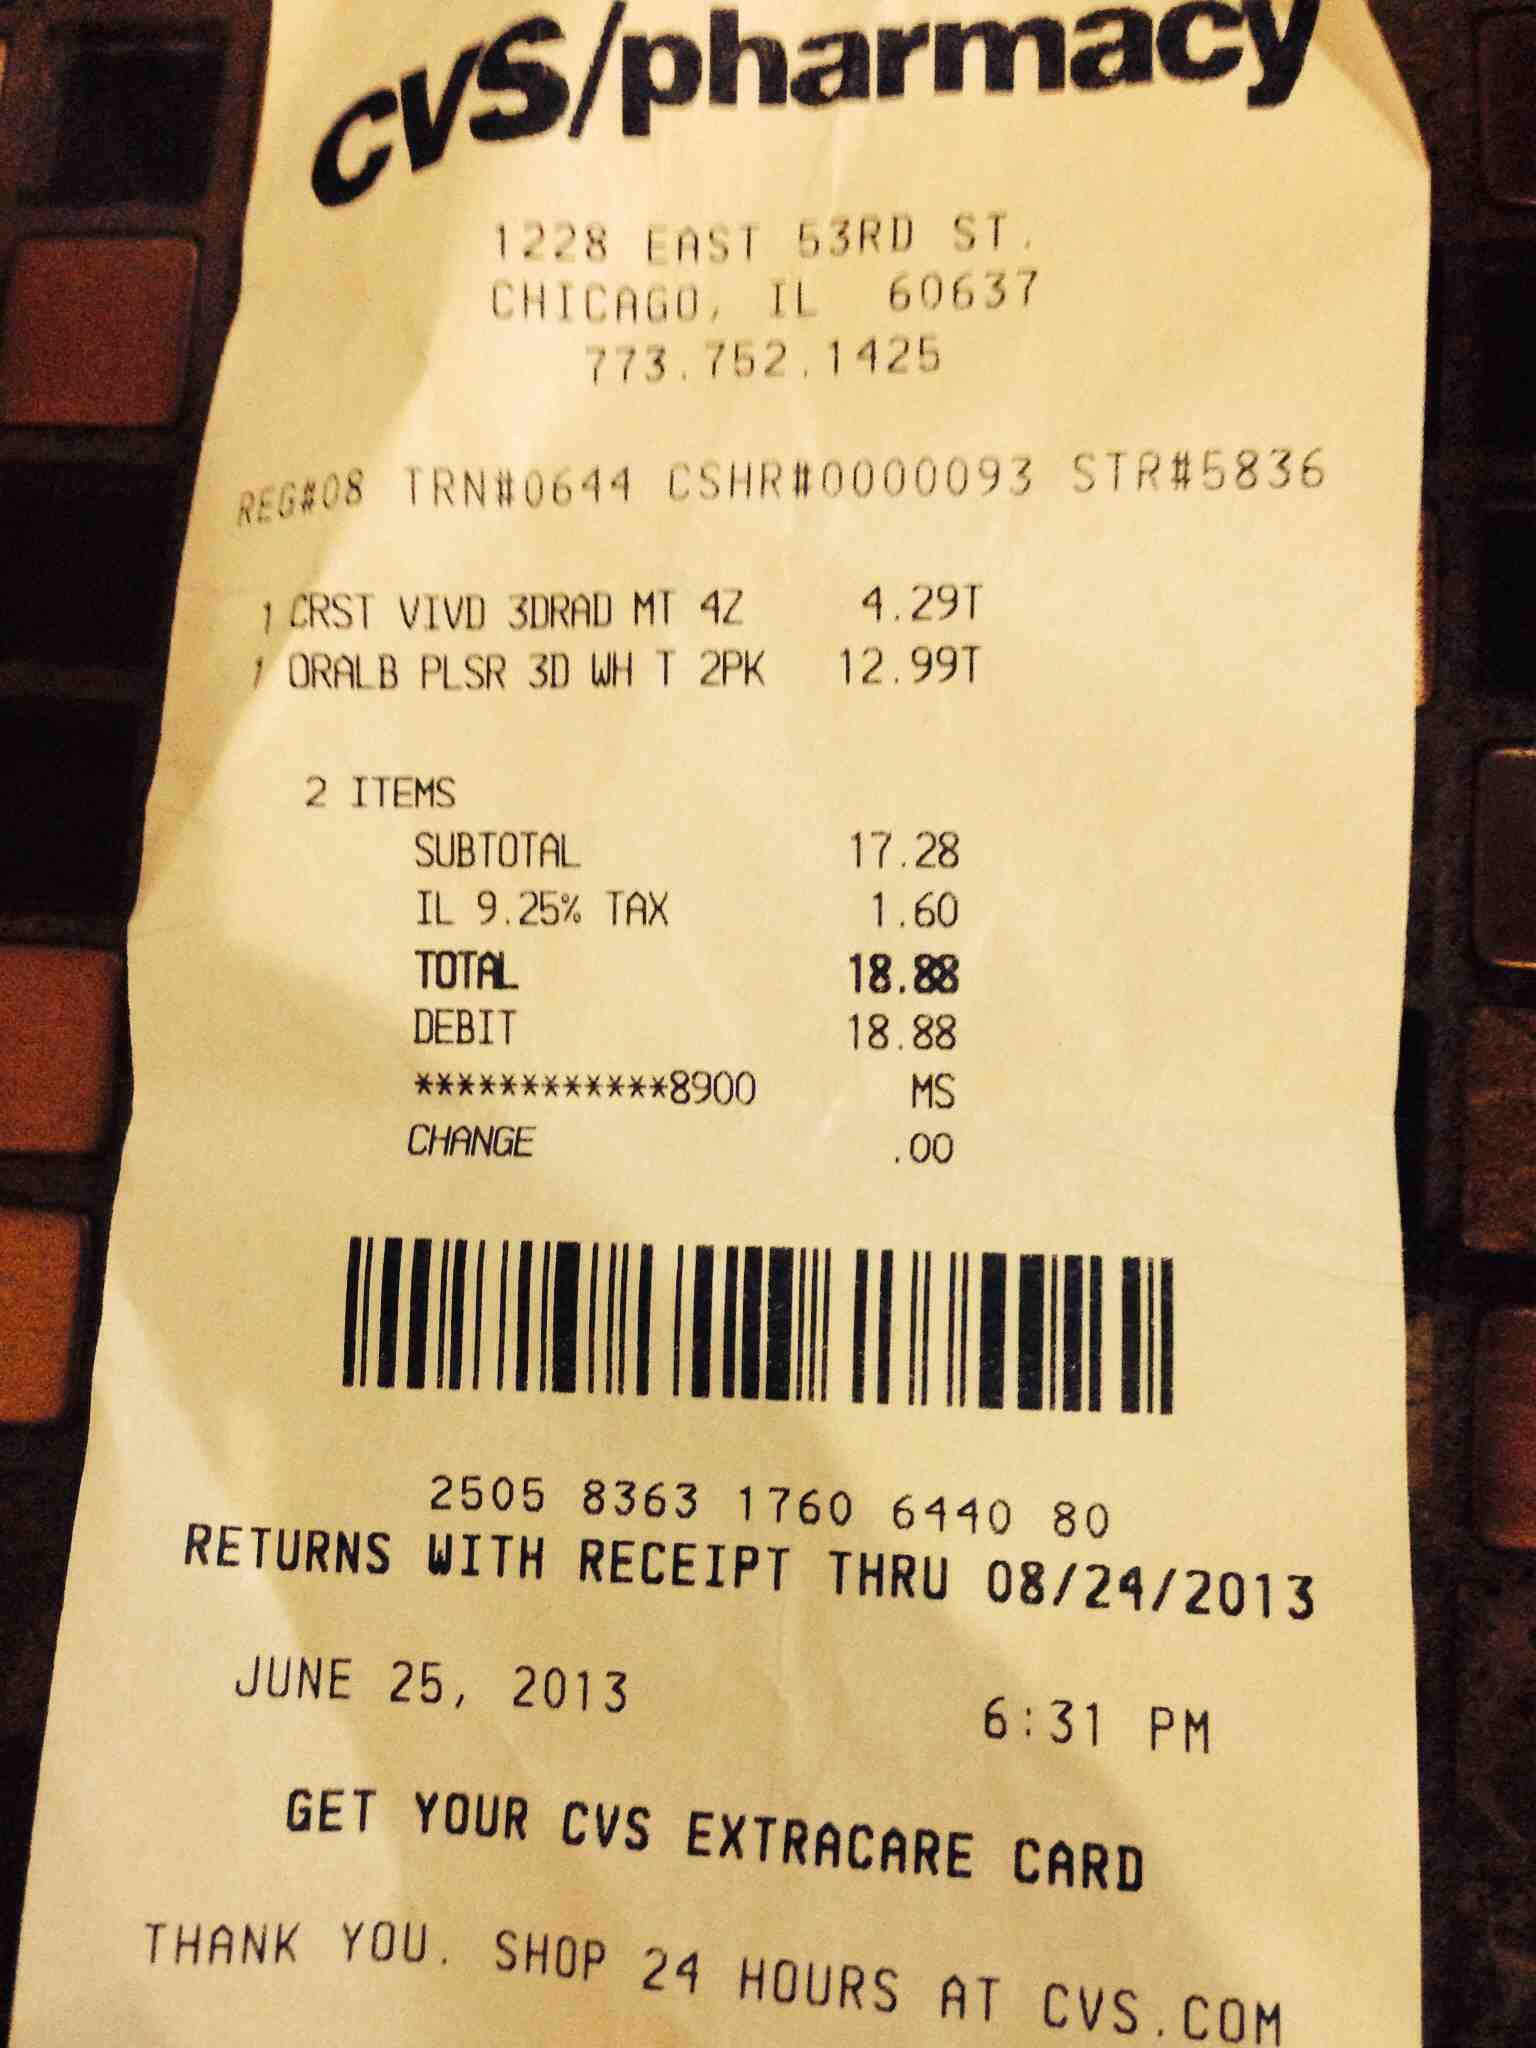 CVS/pharmacy
1228 EAST 53RD ST.
CHICAGO, IL 60637
773.752.1425
REG#08 TRN#0644 CSHR#0000093 STR#5836
1 CRST VIVD 3DRAD MT 4Z 4.29T
1 ORALB PLSR 3D WH T 2PK 12.99T
2 ITEMS
SUBTOTAL 17.28
IL 9.25% TAX 1.60
TOTAL 18.88
DEBIT 18.88
************8900 MS
CHANGE .00
2505 8363 1760 6440 80
RETURNS WITH RECEIPT THRU 08/24/2013
JUNE 25, 2013 6:31 PM
GET YOUR CVS EXTRACARE CARD
THANK YOU. SHOP 24 HOURS AT CVS.COM